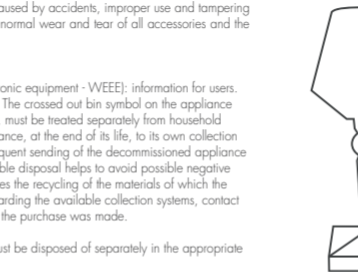 aused by accidents, improper use and tampering
normal wear and tear of all accessories and the
onic equipment - WEEE): information for users.
The crossed out bin symbol on the appliance
must be treated separately from household
ance, at the end of its life, to its own collection
quent sending of the decommissioned appliance
ble disposal helps to avoid possible negative
es the recycling of the materials of which the
arding the available collection systems, contact
the purchase was made.
ust be disposed of separately in the appropriate